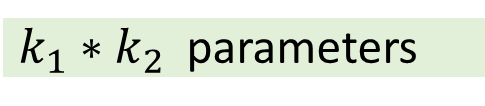 k₁ * k₂ parameters